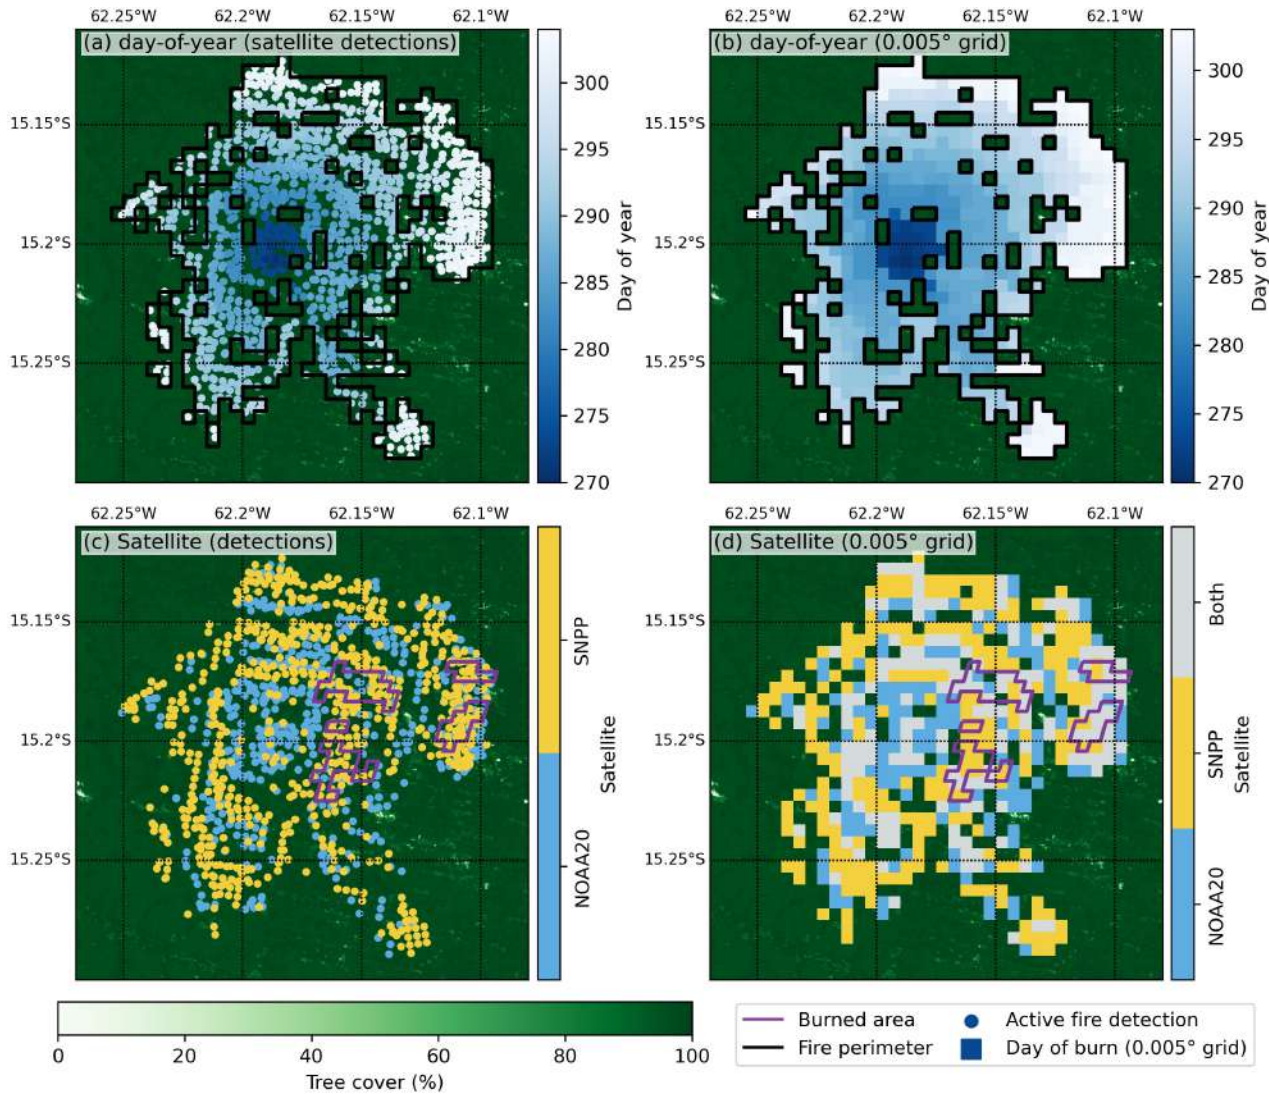 62.25°W 62.2°W 62.15°W 62.1°W
62.25°W 62.2°W 62.15°W 62.1°W
(a) day-of-year (satellite detections)
15.15°S
15.2°S
15.25°S
300
295
290
285
280
275
270
Day of year
(b) day-of-year (0.005° grid)
15.15°S
15.2°S
15.25°S
300
295
290
285
280
275
270
Day of year
62.25°W 62.2°W 62.15°W 62.1°W
62.25°W 62.2°W 62.15°W 62.1°W
(c) Satellite (detections)
15.15°S
15.2°S
15.25°S
SNPP
NOAA20
Satellite
(d) Satellite (0.005° grid)
15.15°S
15.2°S
15.25°S
Both
SNPP
NOAA20
Satellite
0 20 40 60 80 100
Tree cover (%)
Burned area
Fire perimeter
Active fire detection
Day of burn (0.005° grid)